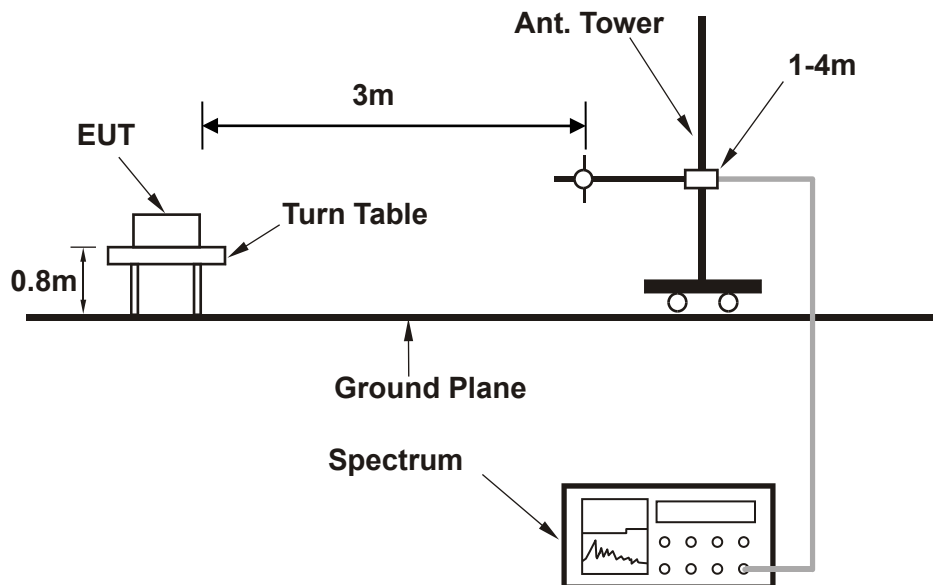 Ant. Tower
1-4m
3m
EUT
Turn Table
0.8m
Ground Plane
Spectrum